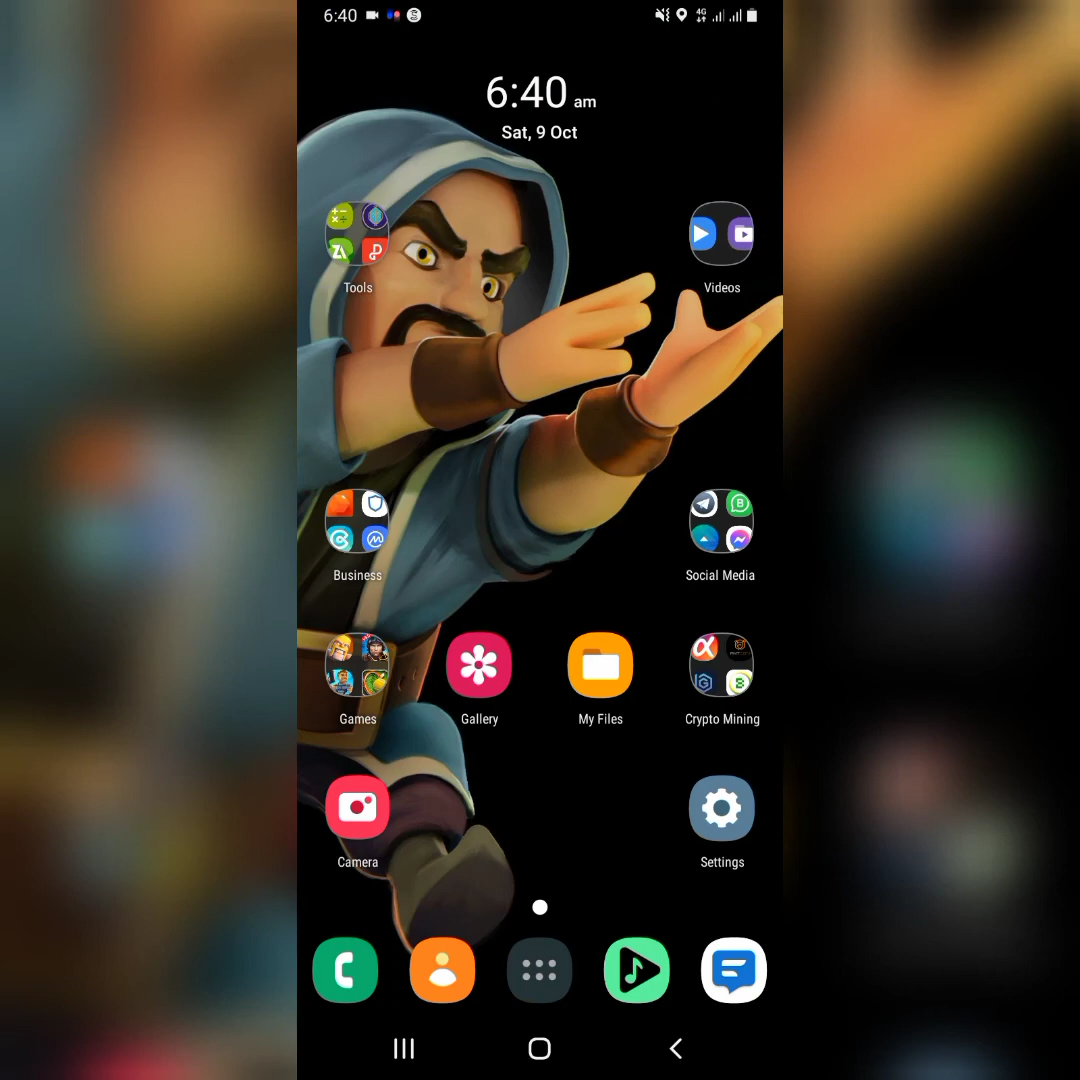 6:40
4G
6:40 am
Sat, 9 Oct
Tools
Videos
Business
Social Media
Games
Gallery
My Files
Crypto Mining
Camera
Settings